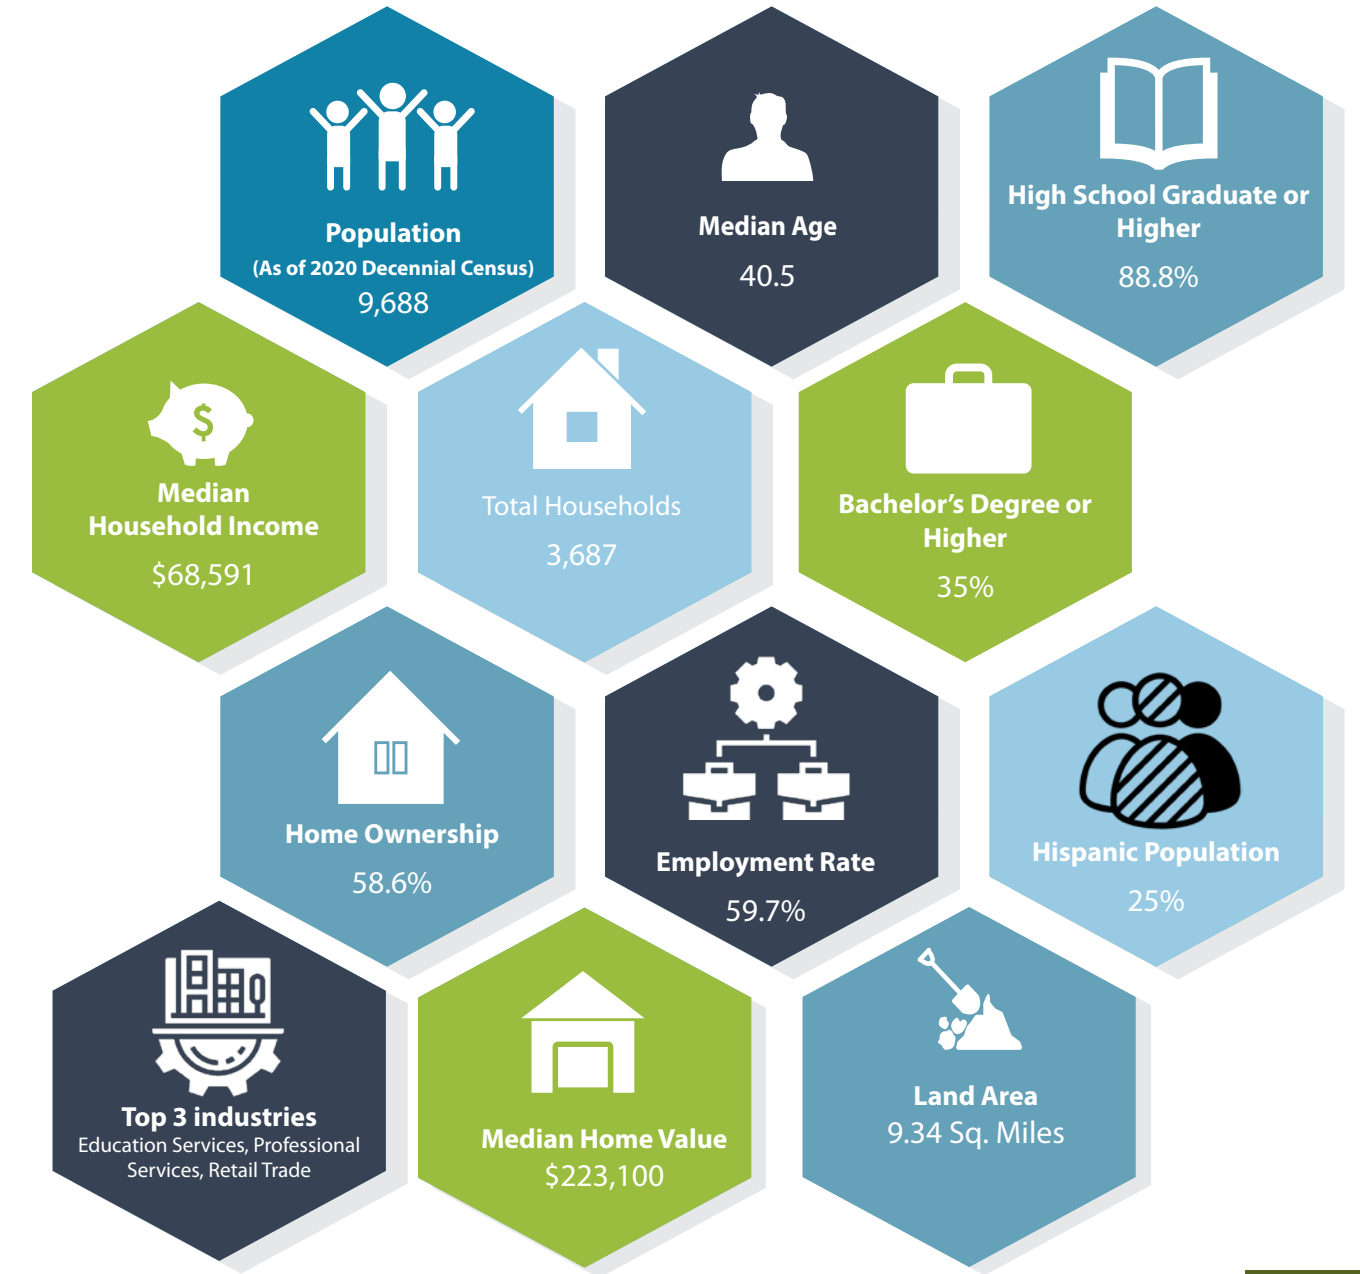 Population
(As of 2020 Decennial Census)
9,688
Median Age
40.5
High School Graduate or
Higher
88.8%
$
Median
Household Income
$68,591
Total Households
3,687
Bachelor’s Degree or
Higher
35%
Home Ownership
58.6%
Employment Rate
59.7%
Hispanic Population
25%
Top 3 industries
Education Services, Professional
Services, Retail Trade
Median Home Value
$223,100
Land Area
9.34 Sq. Miles